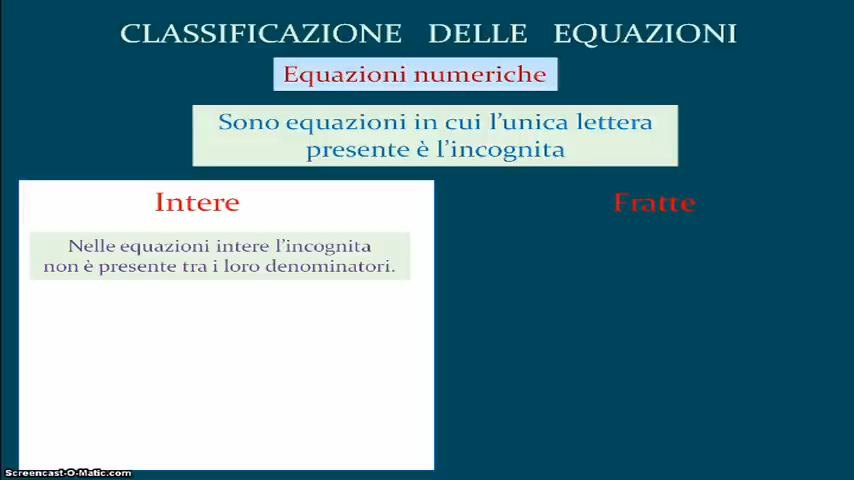 CLASSIFICAZIONE DELLE EQUAZIONI
Equazioni numeriche
Sono equazioni in cui l'unica lettera
presente è l'incognita
Intere
Fratte
Nelle equazioni intere l'incognita
non è presente tra i loro denominatori.
Screencast-O-Matic.com